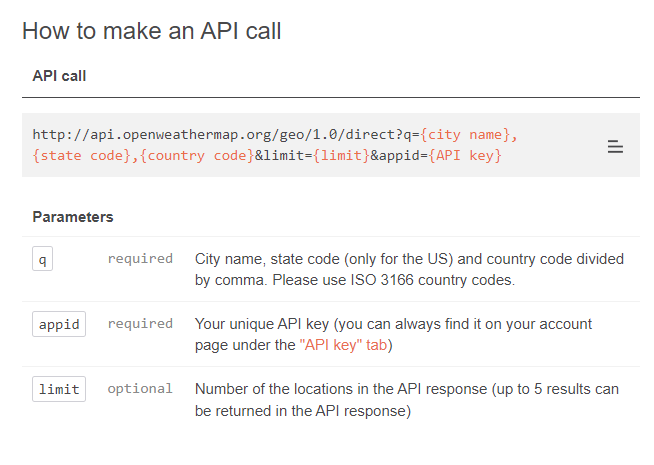 How to make an API call
API call
http://api.openweathermap.org/geo/1.0/direct?q={city name},
{state code},{country code}&limit={limit}&appid={API key}
Parameters
q required City name, state code (only for the US) and country code divided
by comma. Please use ISO 3166 country codes.
appid required Your unique API key (you can always find it on your account
page under the "API key" tab)
limit optional Number of the locations in the API response (up to 5 results can
be returned in the API response)